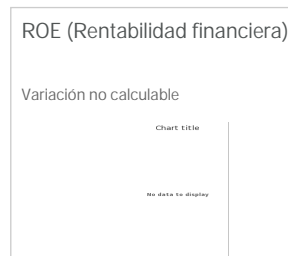 ROE (Rentabilidad financiera)
Variación no calculable
Chart title
No data to display